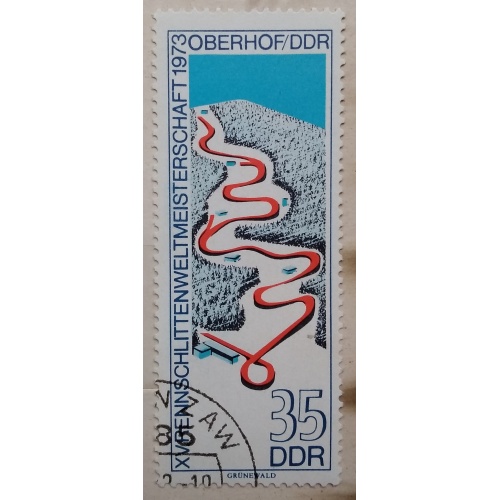 XV. RENNSCHLITTENWELTMEISTERSCHAFT 1973
OBERHOF/DDR
35
DDR
GRÜNEWALD